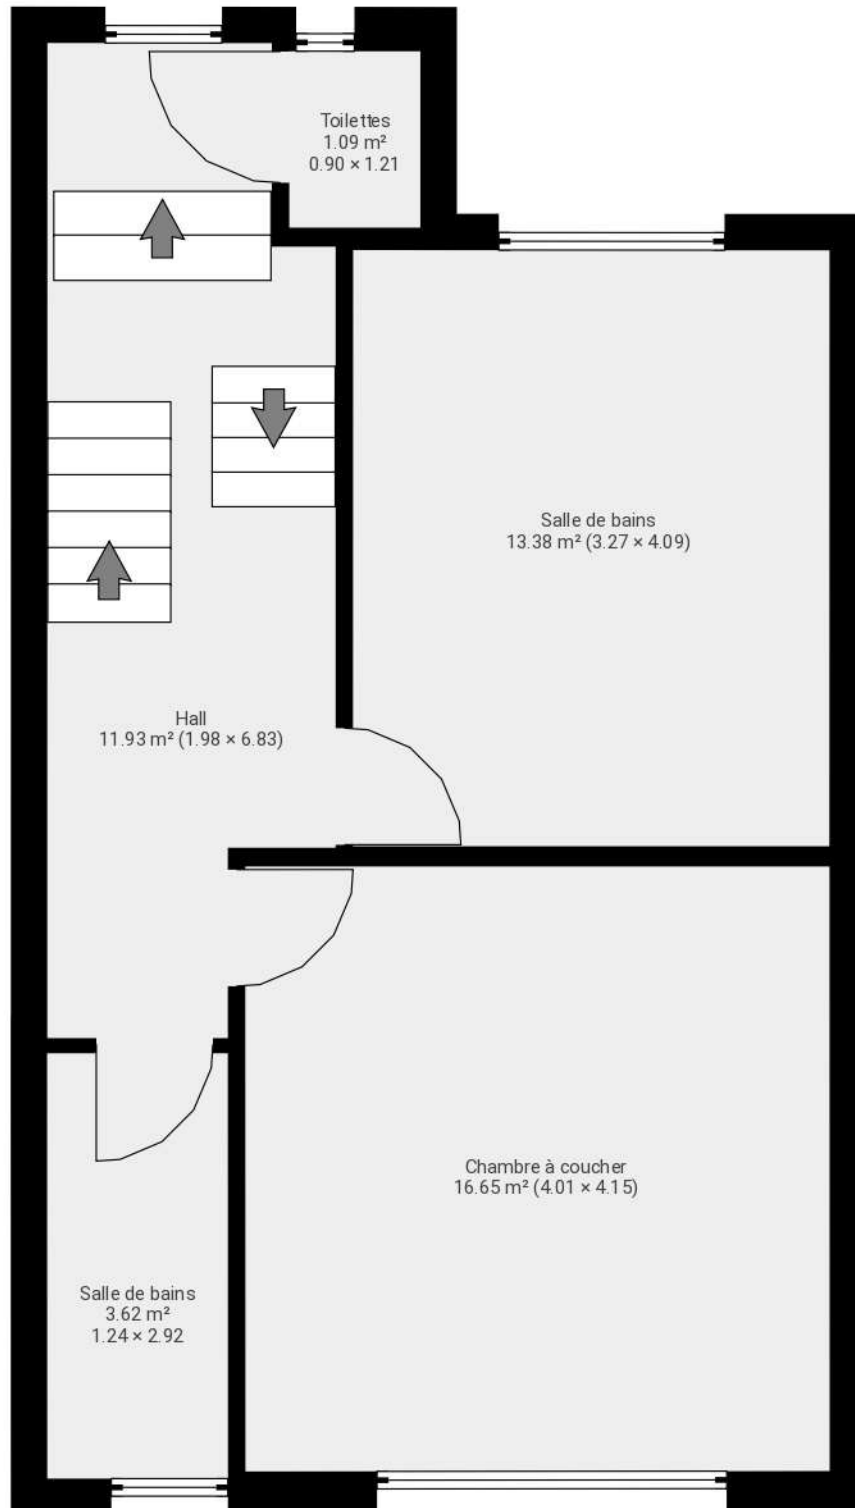 Toilettes
1.09 m²
0.90 × 1.21
Salle de bains
13.38 m² (3.27 × 4.09)
Hall
11.93 m² (1.98 × 6.83)
Chambre à coucher
16.65 m² (4.01 × 4.15)
Salle de bains
3.62 m²
1.24 × 2.92